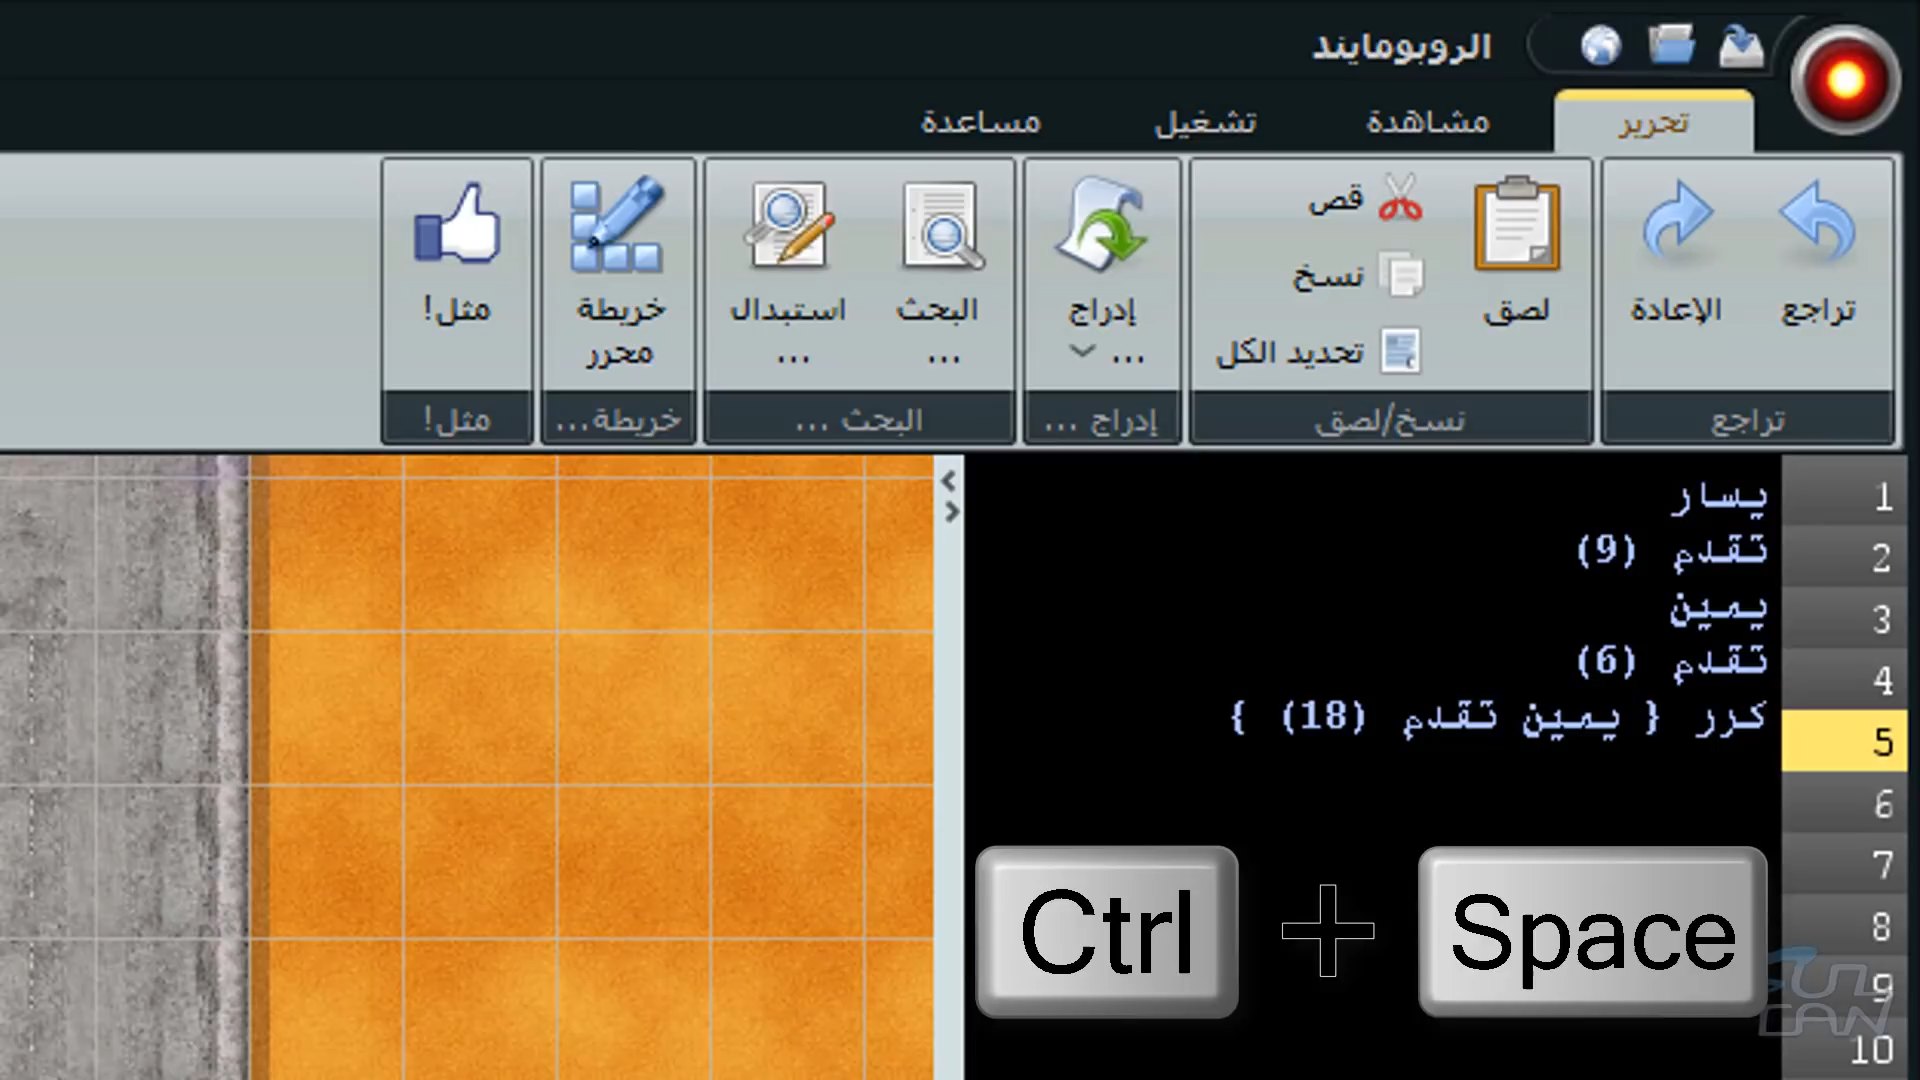 الروبومايند
تحرير
مشاهدة
تشغيل
مساعدة
تراجع
الإعادة
تراجع
لصق
قص
نسخ
تحديد الكل
نسخ/لصق
إدراج
...
إدراج ...
البحث
...
استبدال
...
البحث ...
خريطة
محرر
خريطة...
مثل!
مثل!
1 يسار
2 تقدم (9)
3 يمين
4 تقدم (6)
5 كرر { يمين تقدم (18) }
6
7
8
9
10
Ctrl + Space